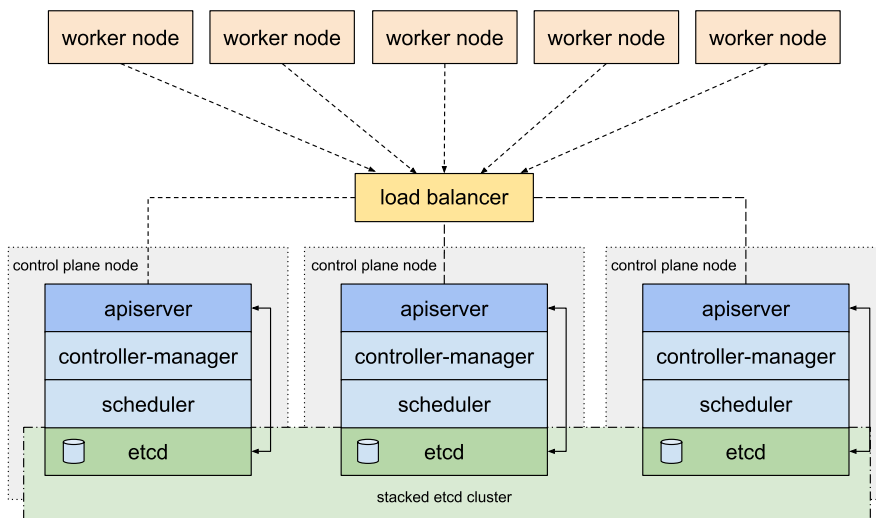 worker node
worker node
worker node
worker node
worker node
load balancer
control plane node
control plane node
control plane node
apiserver
apiserver
apiserver
controller-manager
controller-manager
controller-manager
scheduler
scheduler
scheduler
etcd
etcd
etcd
stacked etcd cluster